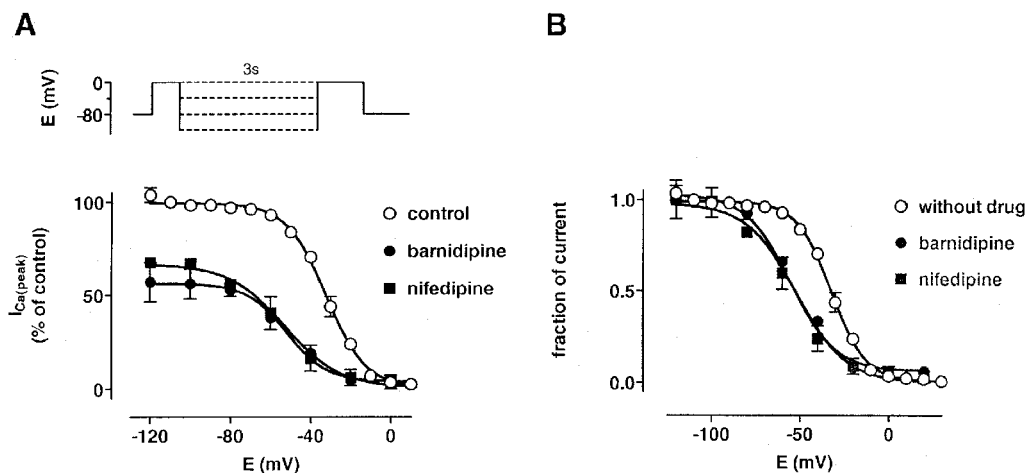 A
3s
E (mV)
0
-80
I Ca(peak)
(% of control)
100
50
0
control
barnidipine
nifedipine
-120
-80
-40
0
E (mV)
B
fraction of current
1.0
0.5
0.0
without drug
barnidipine
nifedipine
-100
-50
0
E (mV)